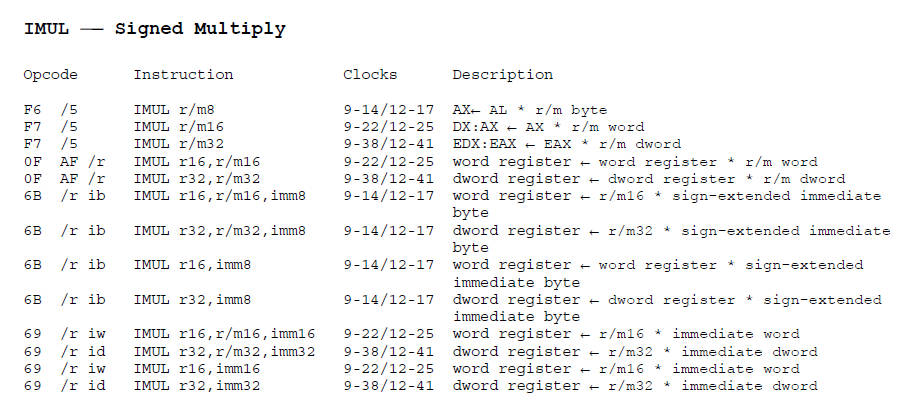 IMUL —— Signed Multiply
Opcode Instruction Clocks Description
F6 /5 IMUL r/m8 9-14/12-17 AX← AL * r/m byte
F7 /5 IMUL r/m16 9-22/12-25 DX:AX ← AX * r/m word
F7 /5 IMUL r/m32 9-38/12-41 EDX:EAX ← EAX * r/m dword
0F AF /r IMUL r16,r/m16 9-22/12-25 word register ← word register * r/m word
0F AF /r IMUL r32,r/m32 9-38/12-41 dword register ← dword register * r/m dword
6B /r ib IMUL r16,r/m16,imm8 9-14/12-17 word register ← r/m16 * sign-extended immediate
byte
6B /r ib IMUL r32,r/m32,imm8 9-14/12-17 dword register ← r/m32 * sign-extended immediate
byte
6B /r ib IMUL r16,imm8 9-14/12-17 word register ← word register * sign-extended
immediate byte
6B /r ib IMUL r32,imm8 9-14/12-17 dword register ← dword register * sign-extended
immediate byte
69 /r iw IMUL r16,r/m16,imm16 9-22/12-25 word register ← r/m16 * immediate word
69 /r id IMUL r32,r/m32,imm32 9-38/12-41 dword register ← r/m32 * immediate dword
69 /r iw IMUL r16,imm16 9-22/12-25 word register ← r/m16 * immediate word
69 /r id IMUL r32,imm32 9-38/12-41 dword register ← r/m32 * immediate dword